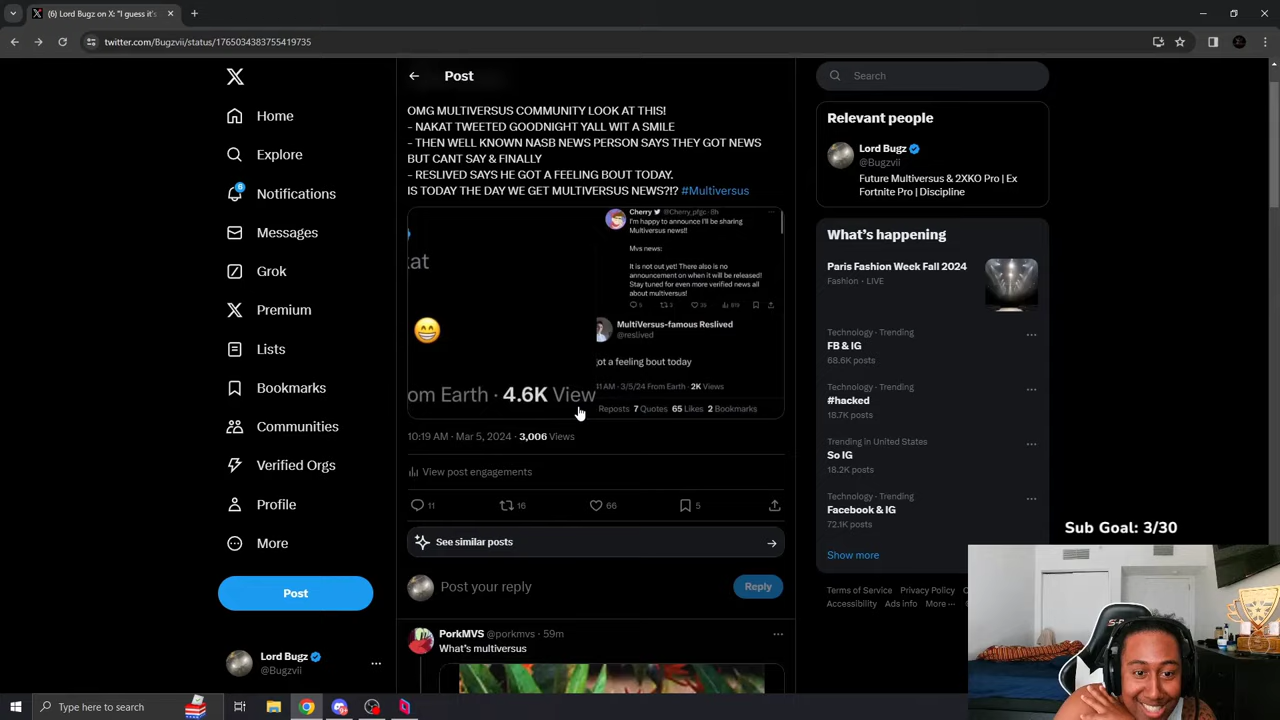 (6) Lord Bugz on X: "I guess it's
twitter.com/Bugzvii/status/1765034383755419735
Home
Explore
6
Notifications
Messages
Grok
Premium
Lists
Bookmarks
Communities
Verified Orgs
Profile
More
Post
Lord Bugz
@Bugzvii
Post
OMG MULTIVERSUS COMMUNITY LOOK AT THIS!
- NAKAT TWEETED GOODNIGHT YALL WIT A SMILE
- THEN WELL KNOWN NASB NEWS PERSON SAYS THEY GOT NEWS
BUT CANT SAY & FINALLY
- RESLIVED SAYS HE GOT A FEELING BOUT TODAY.
IS TODAY THE DAY WE GET MULTIVERSUS NEWS?!? #Multiversus
kat
om Earth · 4.6K View
Cherry @Cherry_pfgc · 8h
I'm happy to announce I'll be sharing
Multiversus news!!
Mvs news:
It is not out yet! There also is no
announcement on when it will be released!
Stay tuned for even more verified news all
about multiversus!
MultiVersus-famous Reslived
@reslived
ot a feeling bout today
11 AM · 3/5/24 From Earth · 2K Views
Reposts 7 Quotes 65 Likes 2 Bookmarks
10:19 AM · Mar 5, 2024 · 3,006 Views
View post engagements
11 16 66 5
See similar posts
Post your reply
Reply
PorkMVS @porkmvs · 59m
What's multiversus
Search
Relevant people
Lord Bugz
@Bugzvii
Future Multiversus & 2XKO Pro | Ex
Fortnite Pro | Discipline
What's happening
Paris Fashion Week Fall 2024
Fashion · LIVE
Technology · Trending
FB & IG
68.6K posts
Technology · Trending
#hacked
18.7K posts
Trending in United States
So IG
18.2K posts
Technology · Trending
Facebook & IG
72.1K posts
Show more
Terms of Service Privacy Policy
Accessibility Ads info More ···
Sub Goal: 3/30
Type here to search